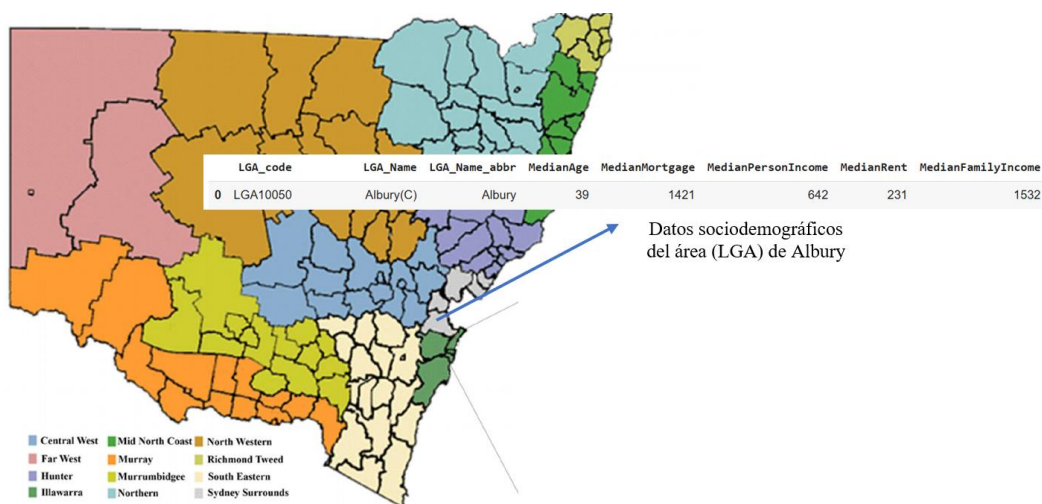 LGA_code LGA_Name LGA_Name_abbr MedianAge MedianMortgage MedianPersonIncome MedianRent MedianFamilyIncome
0 LGA10050 Albury(C) Albury 39 1421 642 231 1532
Datos sociodemográficos
del área (LGA) de Albury
Central West Mid North Coast North Western
Far West Murray Richmond Tweed
Hunter Murrumbidgee South Eastern
Illawarra Northern Sydney Surrounds